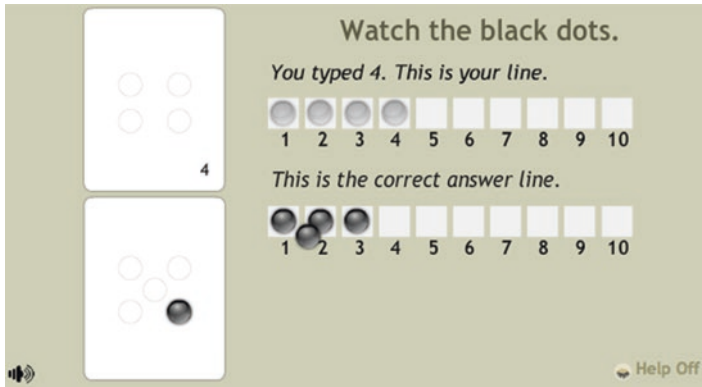 Watch the black dots.
You typed 4. This is your line.
1 2 3 4 5 6 7 8 9 10
4
This is the correct answer line.
1 2 3 4 5 6 7 8 9 10
Help Off